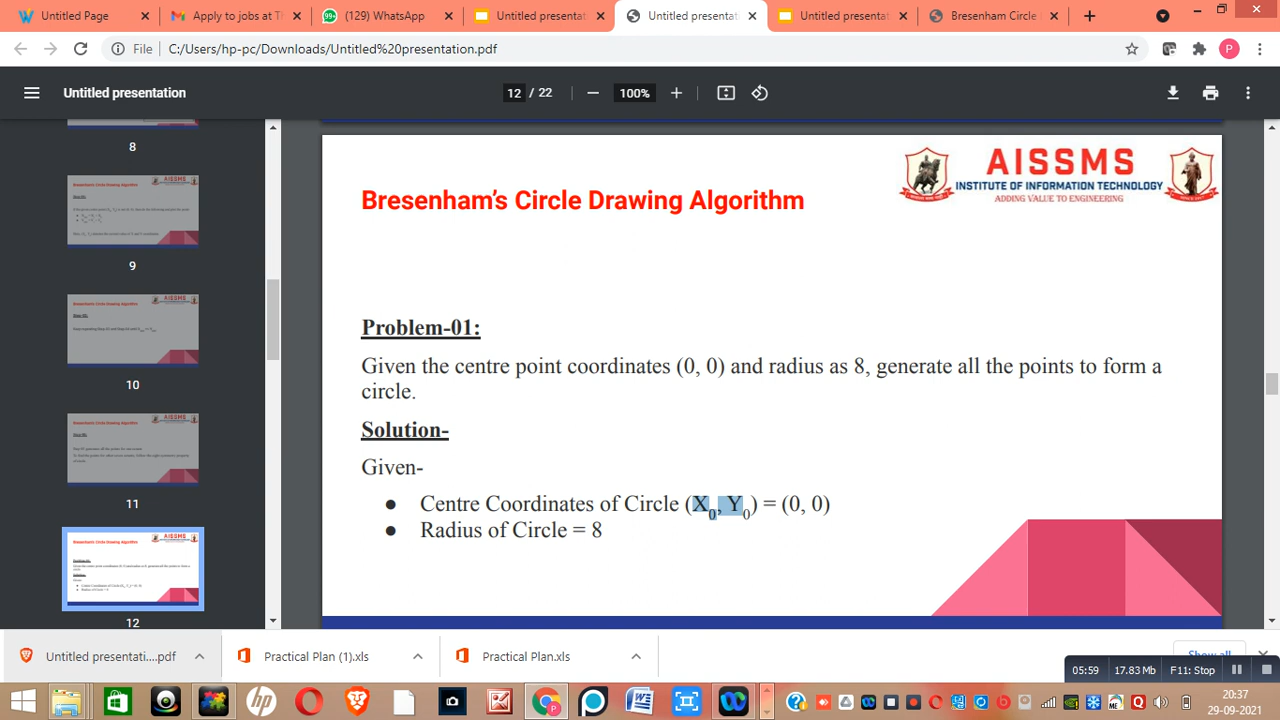 Untitled Page
Apply to jobs at T
(129) WhatsApp
Untitled presentat
Untitled presentat
Untitled presentat
Bresenham Circle
File
C:/Users/hp-pc/Downloads/Untitled%20presentation.pdf
P
Untitled presentation
12 / 22
100%
8
9
10
11
12
AISSMS
INSTITUTE OF INFORMATION TECHNOLOGY
ADDING VALUE TO ENGINEERING
Bresenham's Circle Drawing Algorithm
Problem-01:
Given the centre point coordinates (0, 0) and radius as 8, generate all the points to form a
circle.
Solution-
Given-
● Centre Coordinates of Circle (X0, Y0) = (0, 0)
● Radius of Circle = 8
Untitled presentati....pdf
Practical Plan (1).xls
Practical Plan.xls
Show all
05:59
17.83 Mb
F11: Stop
20:37
29-09-2021